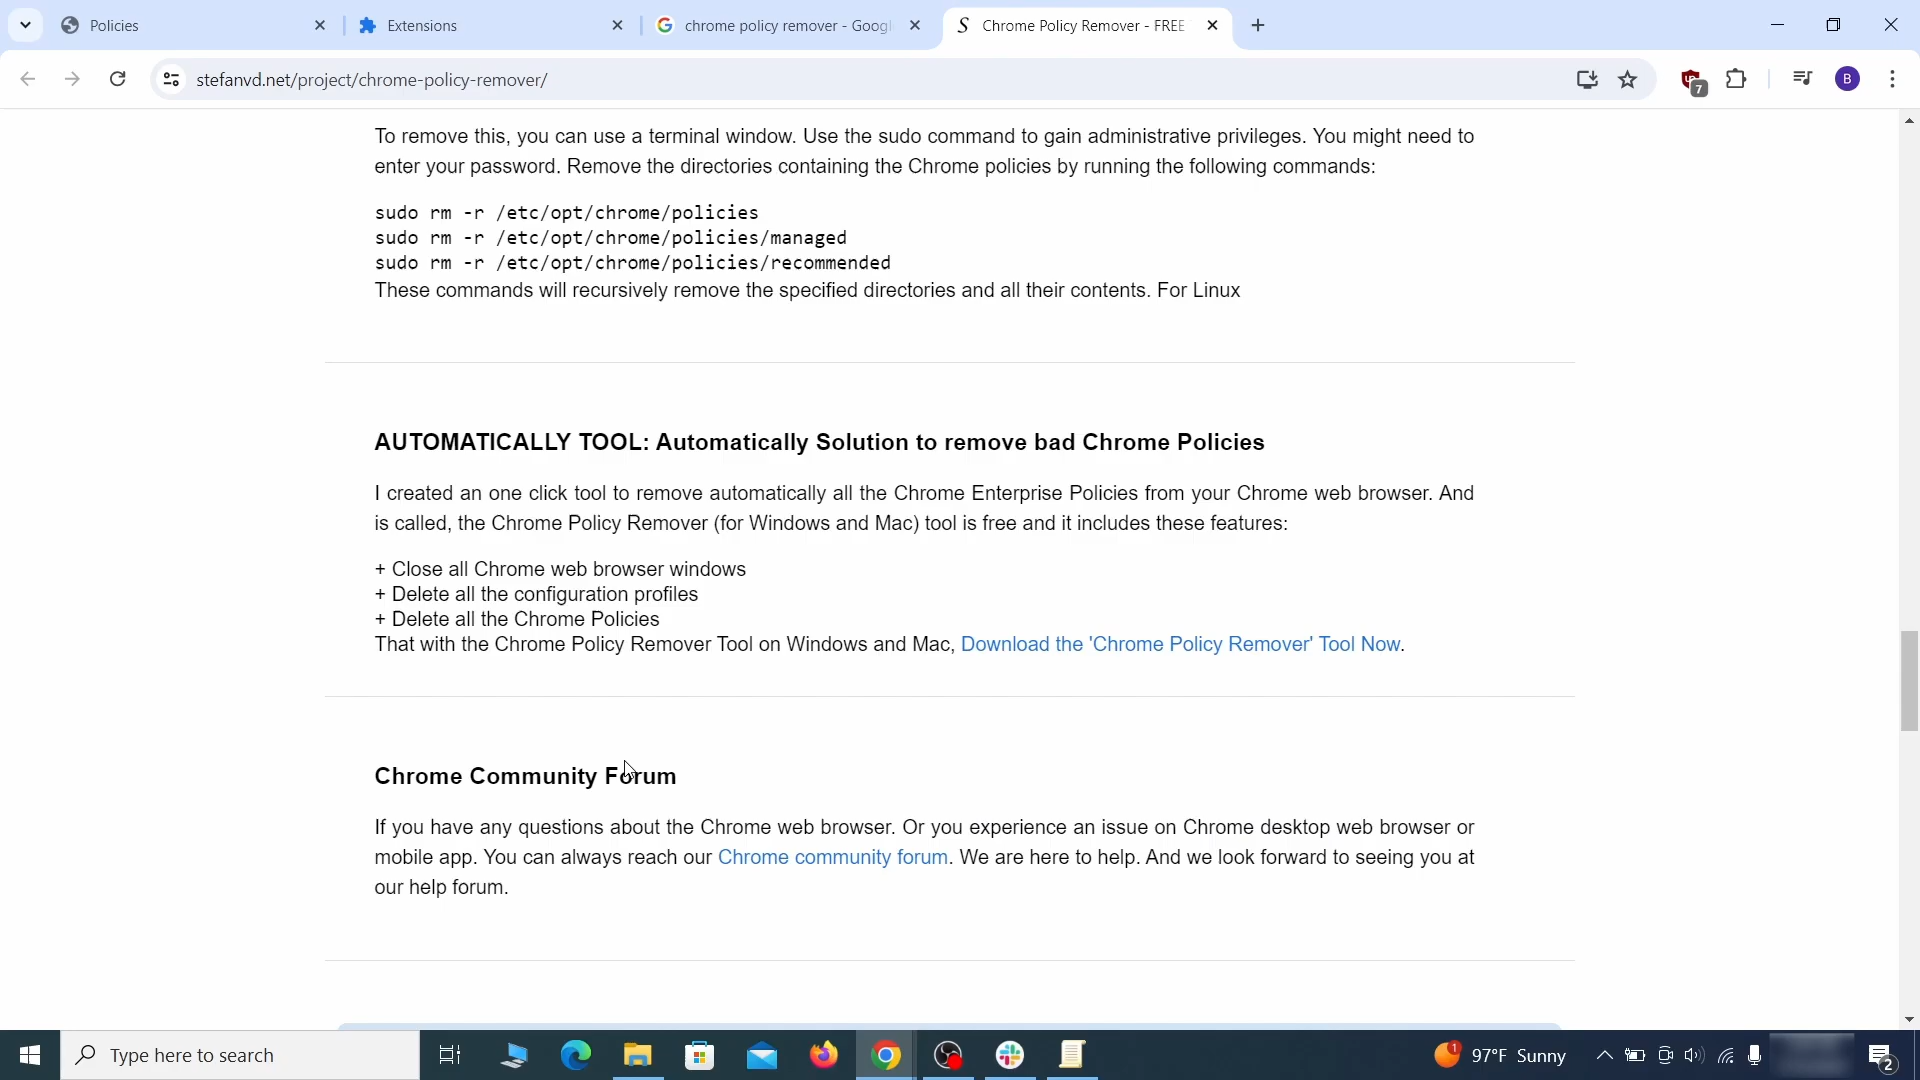 Policies
Extensions
chrome policy remover - Googl
Chrome Policy Remover - FREE
stefanvd.net/project/chrome-policy-remover/
7
B
To remove this, you can use a terminal window. Use the sudo command to gain administrative privileges. You might need to
enter your password. Remove the directories containing the Chrome policies by running the following commands:
sudo rm -r /etc/opt/chrome/policies
sudo rm -r /etc/opt/chrome/policies/managed
sudo rm -r /etc/opt/chrome/policies/recommended
These commands will recursively remove the specified directories and all their contents. For Linux
AUTOMATICALLY TOOL: Automatically Solution to remove bad Chrome Policies
I created an one click tool to remove automatically all the Chrome Enterprise Policies from your Chrome web browser. And
is called, the Chrome Policy Remover (for Windows and Mac) tool is free and it includes these features:
+ Close all Chrome web browser windows
+ Delete all the configuration profiles
+ Delete all the Chrome Policies
That with the Chrome Policy Remover Tool on Windows and Mac, Download the 'Chrome Policy Remover' Tool Now.
Chrome Community Forum
If you have any questions about the Chrome web browser. Or you experience an issue on Chrome desktop web browser or
mobile app. You can always reach our Chrome community forum. We are here to help. And we look forward to seeing you at
our help forum.
Type here to search
1
97°F Sunny
2